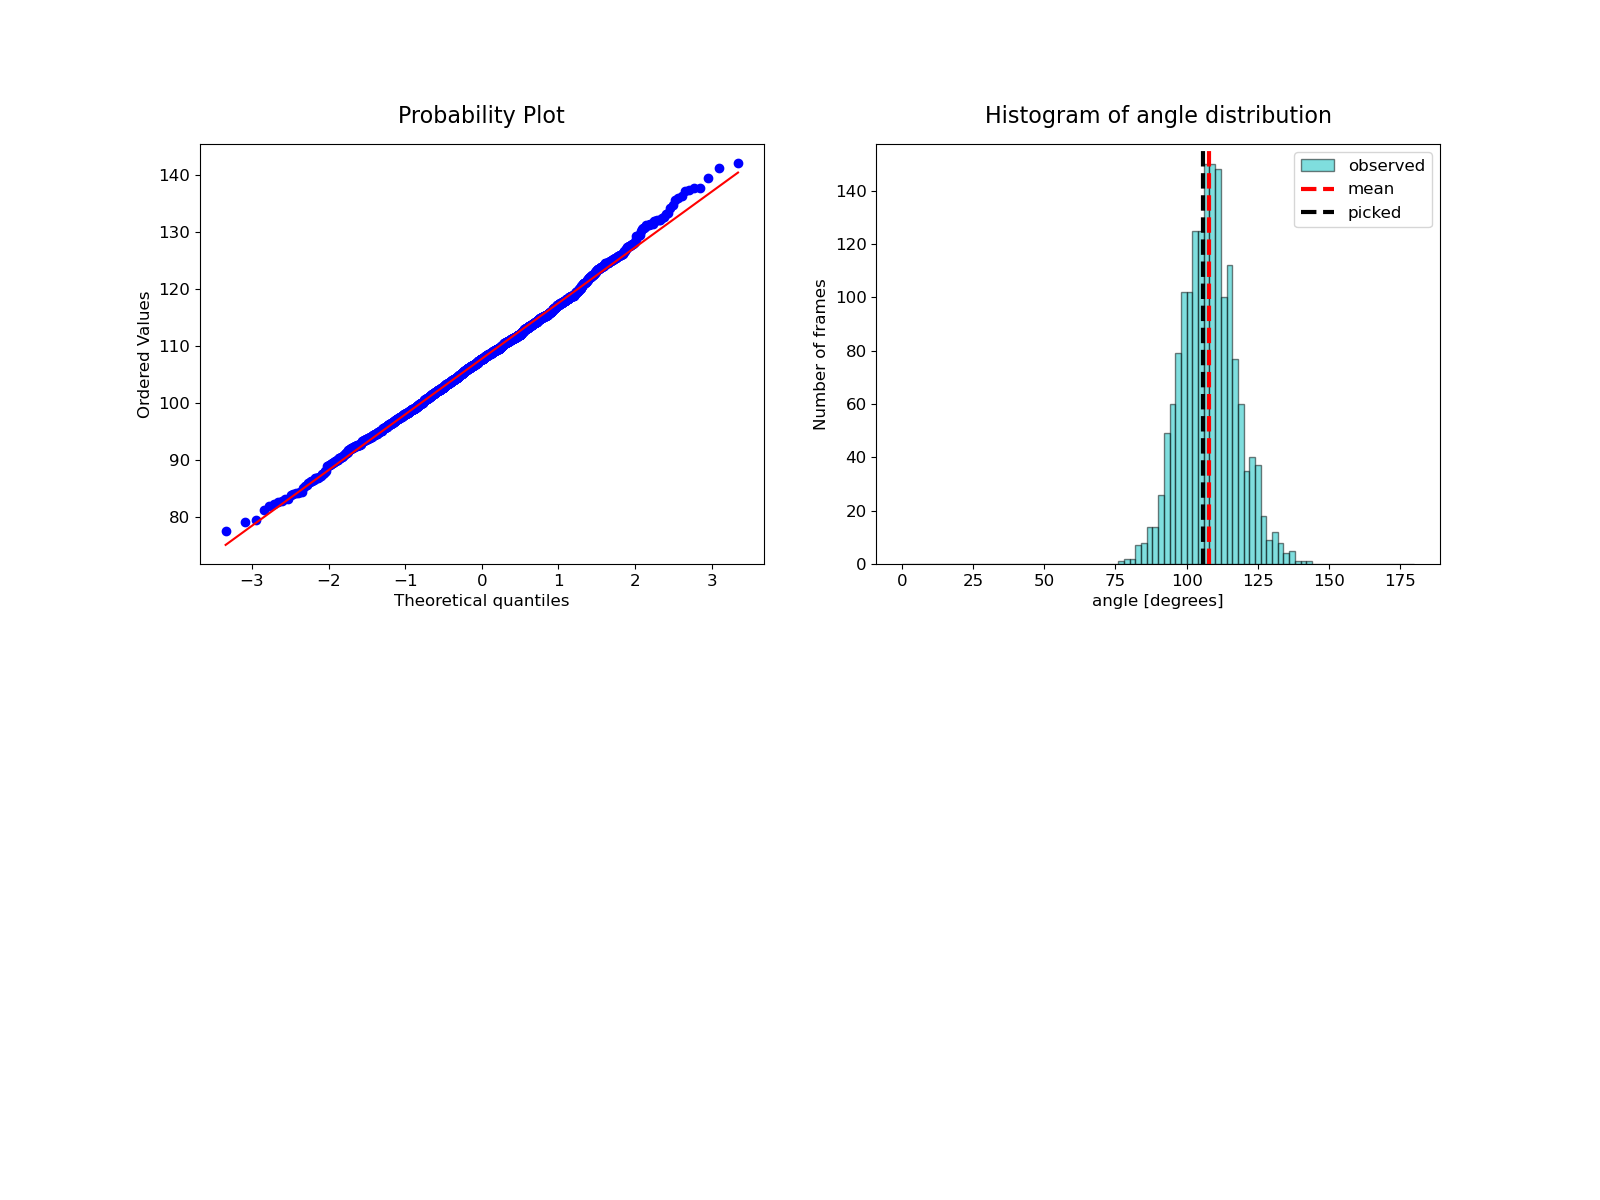 Probability Plot
140
130
120
110
100
90
80
Ordered Values
−3 −2 −1 0 1 2 3
Theoretical quantiles
Histogram of angle distribution
140
120
100
80
60
40
20
0
Number of frames
0 25 50 75 100 125 150 175
angle [degrees]
observed
mean
picked